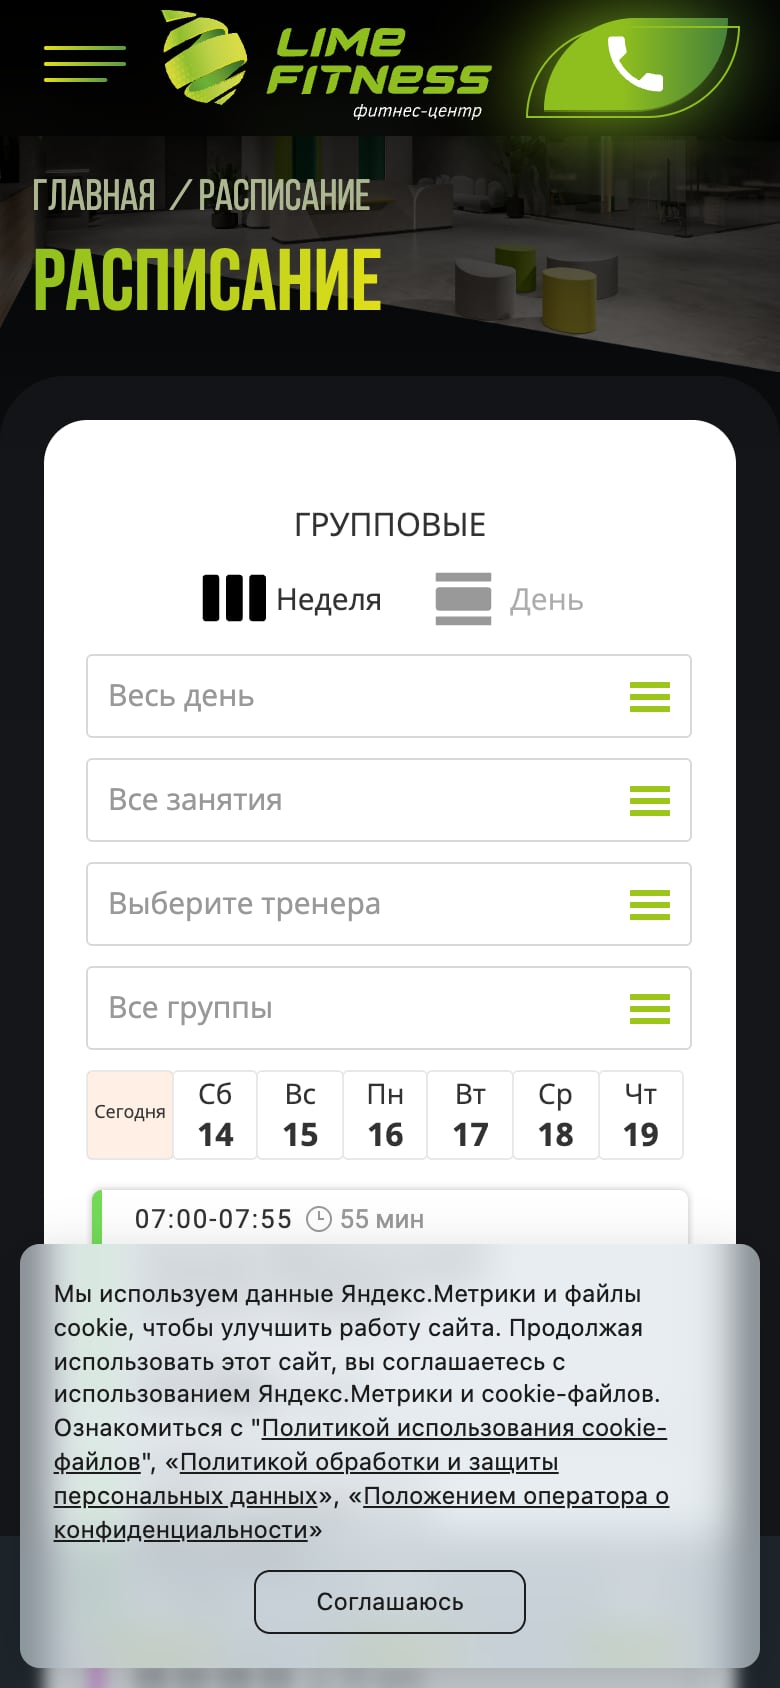 LIME
FITNESS
фитнес-центр
ГЛАВНАЯ / РАСПИСАНИЕ
РАСПИСАНИЕ
ГРУППОВЫЕ
Неделя День
Весь день
Все занятия
Выберите тренера
Все группы
Сегодня Сб 14 Вс 15 Пн 16 Вт 17 Ср 18 Чт 19
07:00-07:55 55 мин
Мы используем данные Яндекс.Метрики и файлы
cookie, чтобы улучшить работу сайта. Продолжая
использовать этот сайт, вы соглашаетесь с
использованием Яндекс.Метрики и cookie-файлов.
Ознакомиться с "Политикой использования cookie-
файлов", «Политикой обработки и защиты
персональных данных», «Положением оператора о
конфиденциальности»
Соглашаюсь